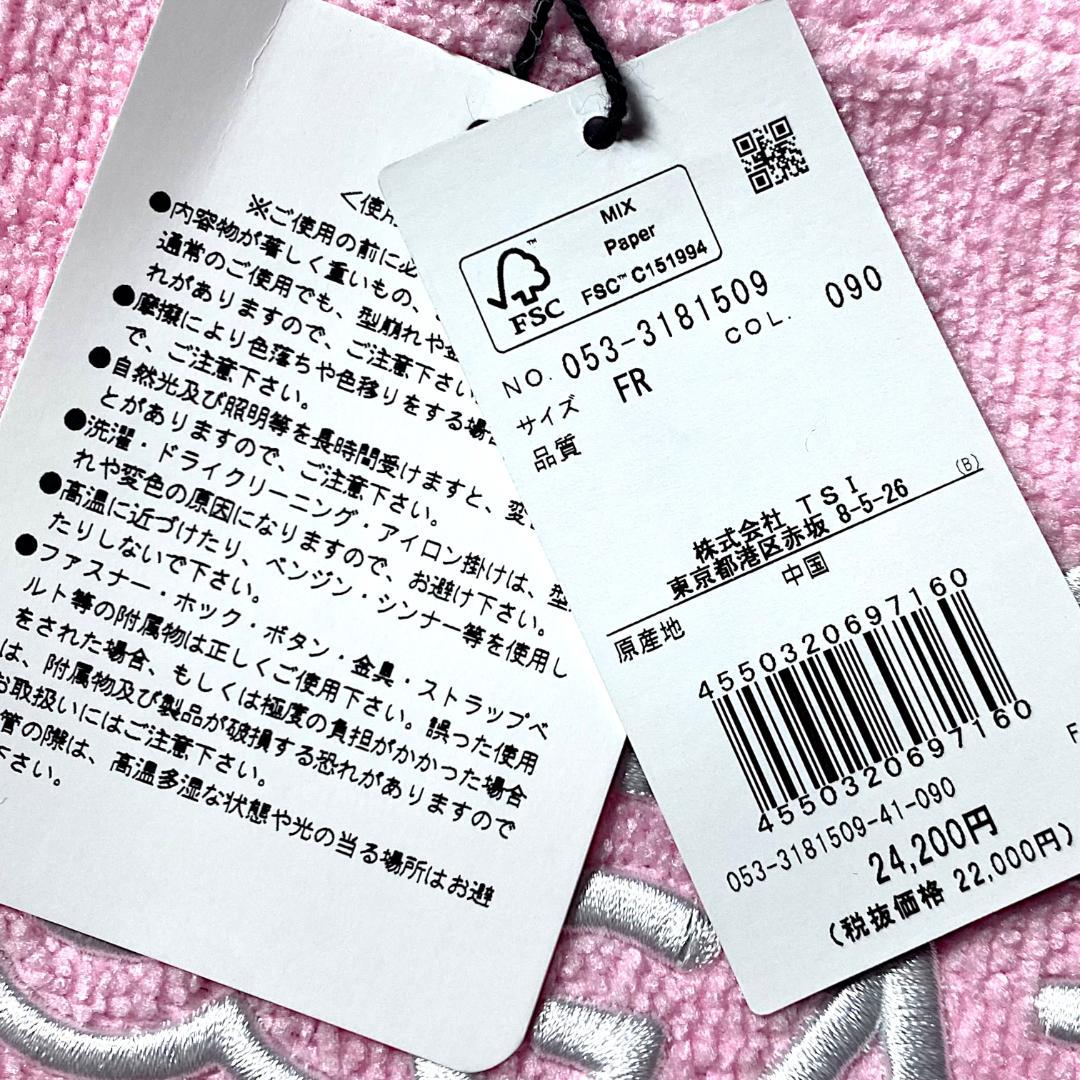 <使用
※ご使用の前に必
●内容物が著しく重いもの、
通常のご使用でも、型崩れや
れがありますので、ご注意下さい
●摩擦により色落ちや色移りをする場合
で、ご注意下さい。
●自然光及び照明等を長時間受けますと、変
とがありますので、ご注意下さい。
●洗濯・ドライクリーニング・アイロン掛けは、型
れや変色の原因になりますので、お避け下さい。
●高温に近づけたり、ベンジン・シンナー等を使用し
たりしないで下さい。
●ファスナー・ホック・ボタン・金具・ストラップベ
ルト等の附属物は正しくご使用下さい。誤った使用
をされた場合、もしくは極度の負担がかかった場合
は、附属物及び製品が破損する恐れがありますので
お取扱いにはご注意下さい。
管の際は、高温多湿な状態や光の当る場所はお避
下さい。
MIX
Paper
FSC™ C151994
™
FSC
NO. 053-3181509
COL. 090
サイズ FR
品質
(B)
株式会社 TSI
東京都港区赤坂 8-5-26
原産地 中国
4550320697160
4550320697160
053-3181509-41-090
24,200円
(税抜価格 22,000円)
F